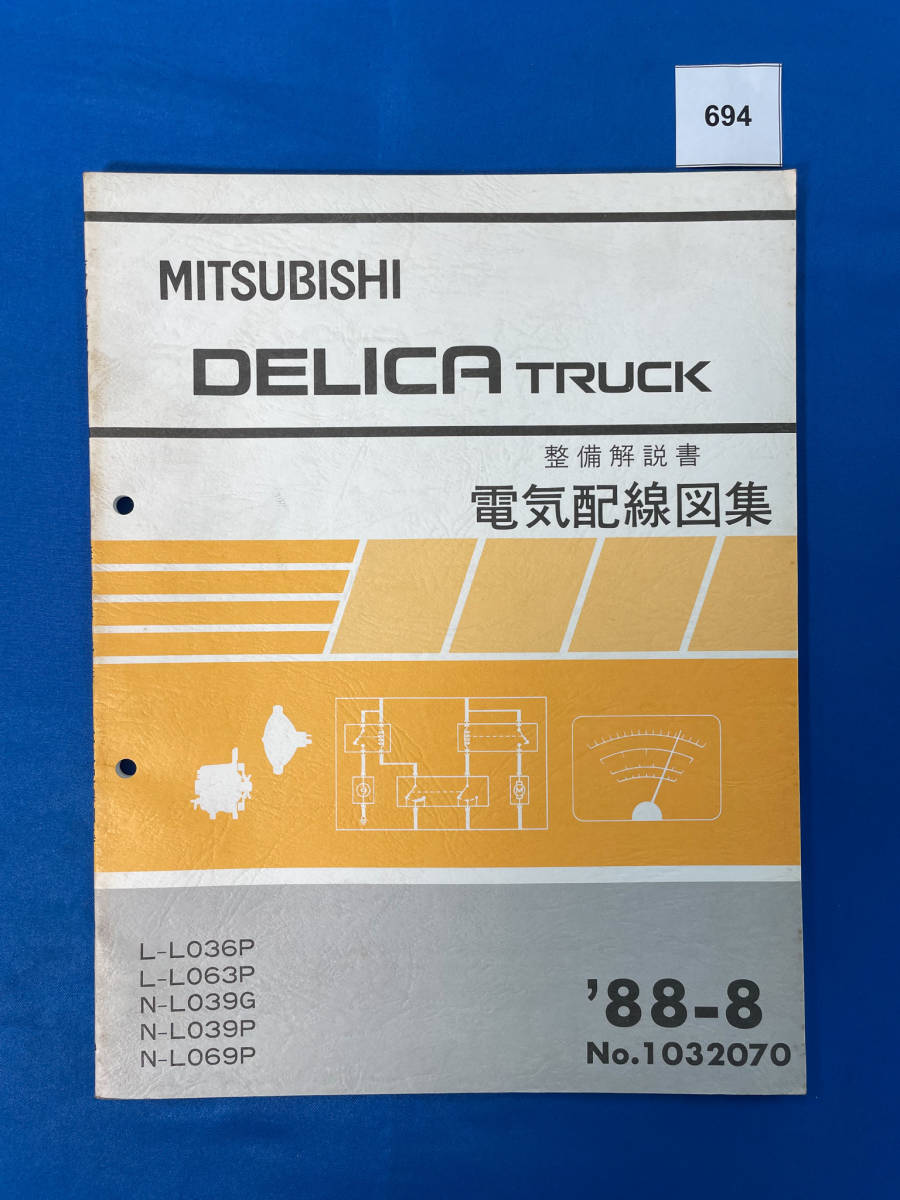 694
MITSUBISHI
DELICA TRUCK
整備解説書
電気配線図集
L-L036P
L-L063P
N-L039G
N-L039P
N-L069P
'88-8
No.1032070